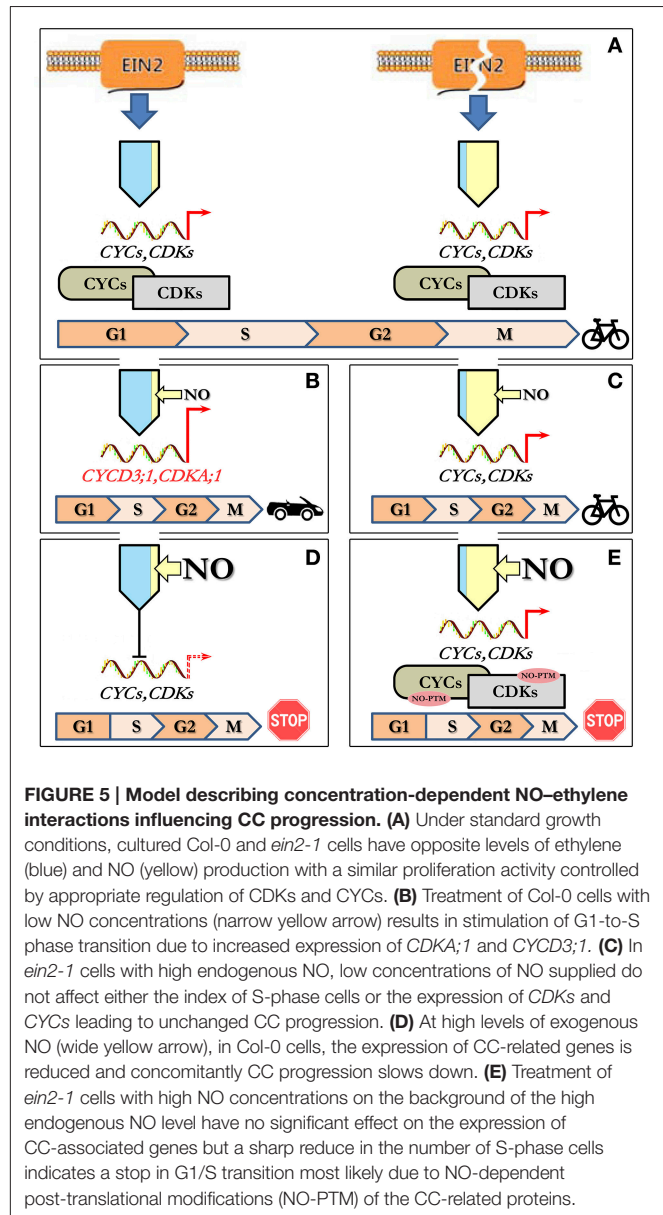 A
EIN2 EIN2
CYCs,CDKs CYCs,CDKs
CYCs CDKs CYCs CDKs
G1 S G2 M
B
NO
CYCD3;1,CDKA;1
G1 S G2 M
C
NO
CYCs,CDKs
G1 S G2 M
D
NO
CYCs,CDKs
G1 S G2 M STOP
E
NO
CYCs,CDKs
CYCs NO-PTM CDKs NO-PTM
G1 S G2 M STOP
FIGURE 5 | Model describing concentration-dependent NO–ethylene
interactions influencing CC progression. (A) Under standard growth
conditions, cultured Col-0 and ein2-1 cells have opposite levels of ethylene
(blue) and NO (yellow) production with a similar proliferation activity controlled
by appropriate regulation of CDKs and CYCs. (B) Treatment of Col-0 cells with
low NO concentrations (narrow yellow arrow) results in stimulation of G1-to-S
phase transition due to increased expression of CDKA;1 and CYCD3;1. (C) In
ein2-1 cells with high endogenous NO, low concentrations of NO supplied do
not affect either the index of S-phase cells or the expression of CDKs and
CYCs leading to unchanged CC progression. (D) At high levels of exogenous
NO (wide yellow arrow), in Col-0 cells, the expression of CC-related genes is
reduced and concomitantly CC progression slows down. (E) Treatment of
ein2-1 cells with high NO concentrations on the background of the high
endogenous NO level have no significant effect on the expression of
CC-associated genes but a sharp reduce in the number of S-phase cells
indicates a stop in G1/S transition most likely due to NO-dependent
post-translational modifications (NO-PTM) of the CC-related proteins.